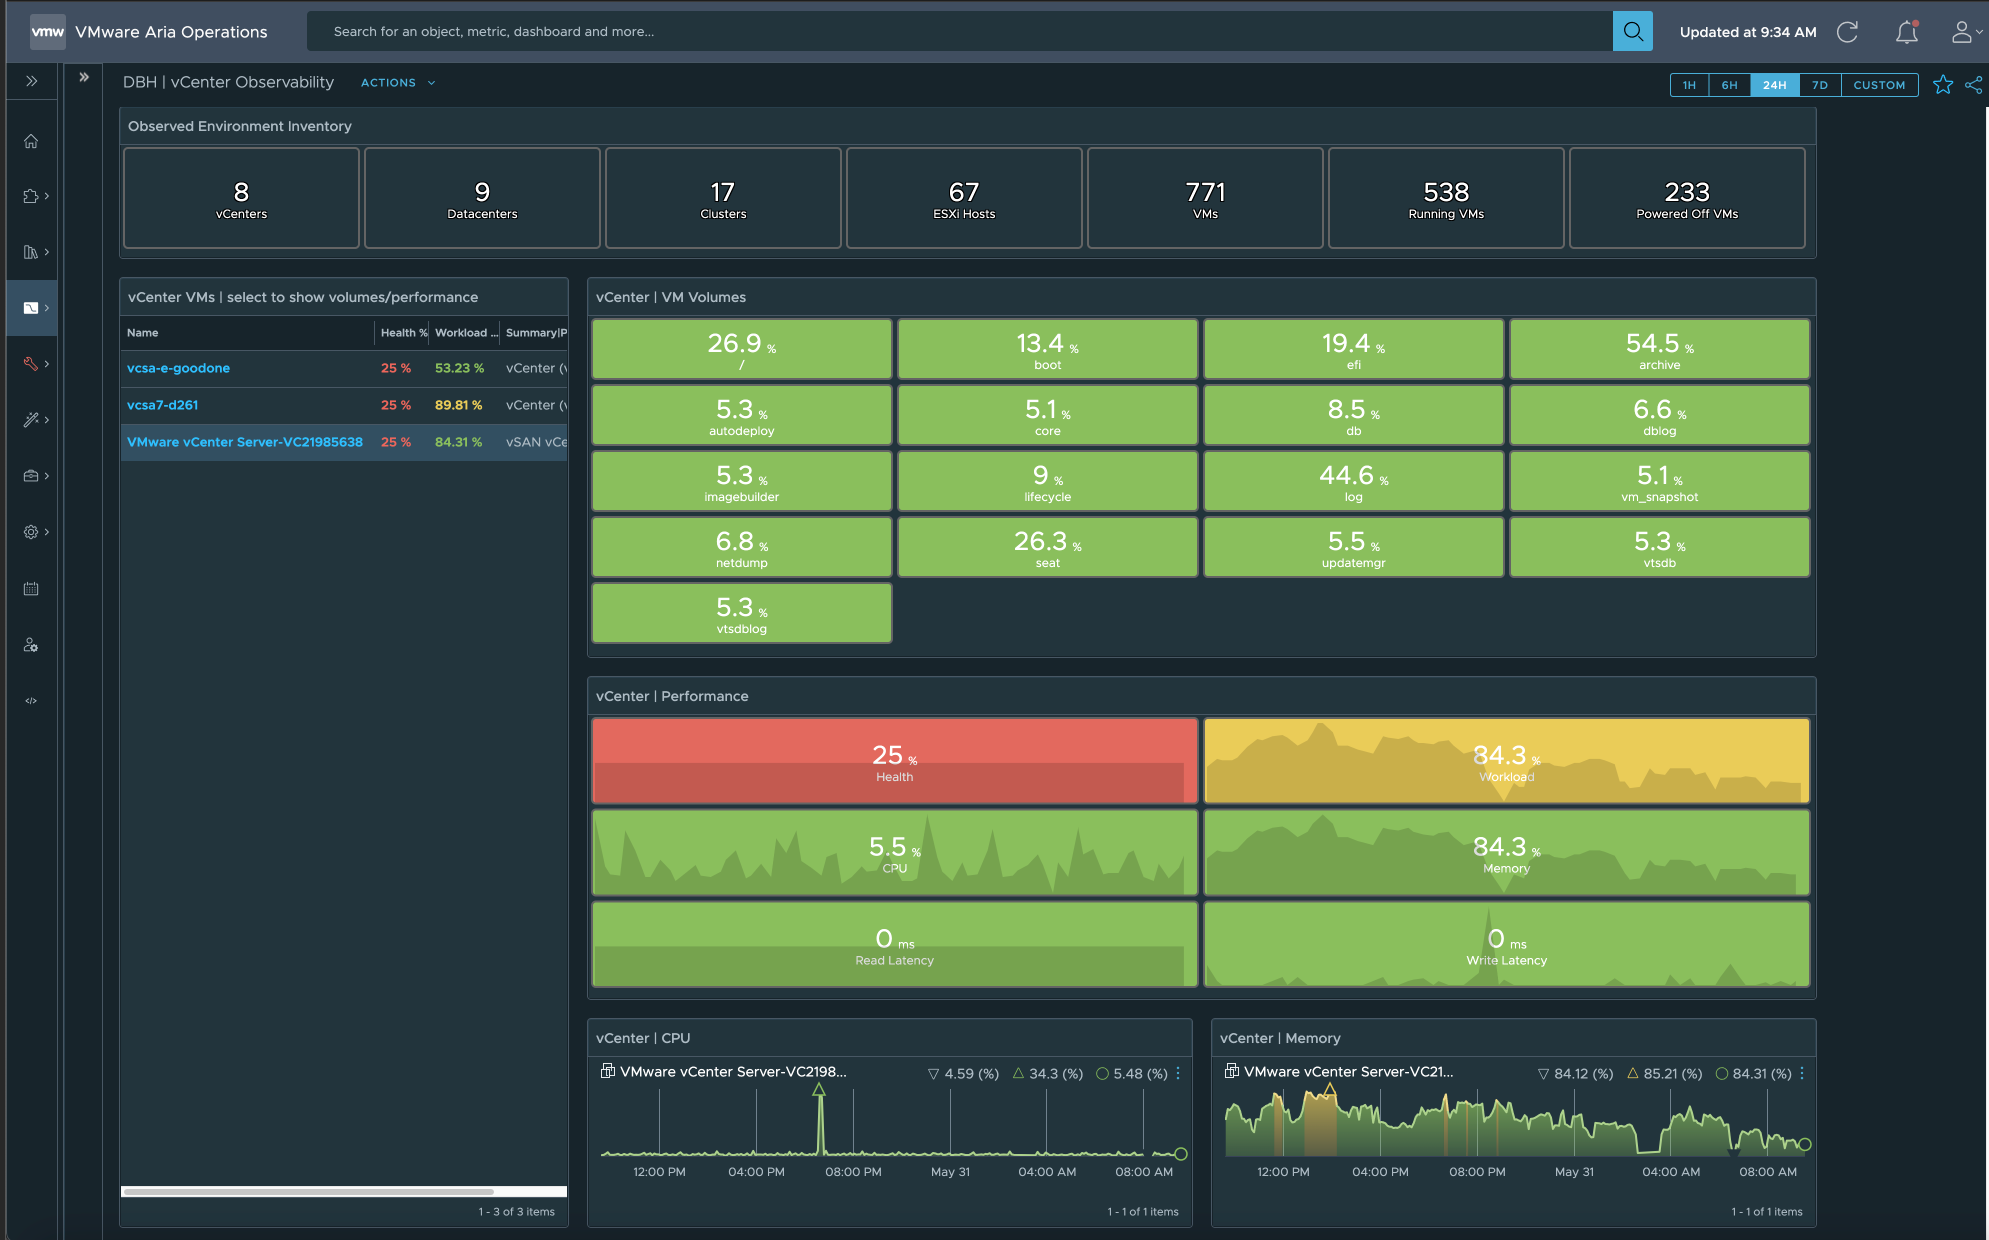 vmw VMware Aria Operations
Search for an object, metric, dashboard and more...
Updated at 9:34 AM
DBH | vCenter Observability
ACTIONS
1H 6H 24H 7D CUSTOM
Observed Environment Inventory
8
vCenters
9
Datacenters
17
Clusters
67
ESXi Hosts
771
VMs
538
Running VMs
233
Powered Off VMs
vCenter VMs | select to show volumes/performance
Name Health % Workload ... Summary|P
vcsa-e-goodone 25 % 53.23 % vCenter (v
vcsa7-d261 25 % 89.81 % vCenter (v
VMware vCenter Server-VC21985638 25 % 84.31 % vSAN vCe
1 - 3 of 3 items
vCenter | VM Volumes
26.9 %
/
13.4 %
boot
19.4 %
efi
54.5 %
archive
5.3 %
autodeploy
5.1 %
core
8.5 %
db
6.6 %
dblog
5.3 %
imagebuilder
9 %
lifecycle
44.6 %
log
5.1 %
vm_snapshot
6.8 %
netdump
26.3 %
seat
5.5 %
updatemgr
5.3 %
vtsdb
5.3 %
vtsdblog
vCenter | Performance
25 %
Health
84.3 %
Workload
5.5 %
CPU
84.3 %
Memory
0 ms
Read Latency
0 ms
Write Latency
vCenter | CPU
VMware vCenter Server-VC2198... 4.59 (%) 34.3 (%) 5.48 (%)
12:00 PM 04:00 PM 08:00 PM May 31 04:00 AM 08:00 AM
1 - 1 of 1 items
vCenter | Memory
VMware vCenter Server-VC21... 84.12 (%) 85.21 (%) 84.31 (%)
12:00 PM 04:00 PM 08:00 PM May 31 04:00 AM 08:00 AM
1 - 1 of 1 items